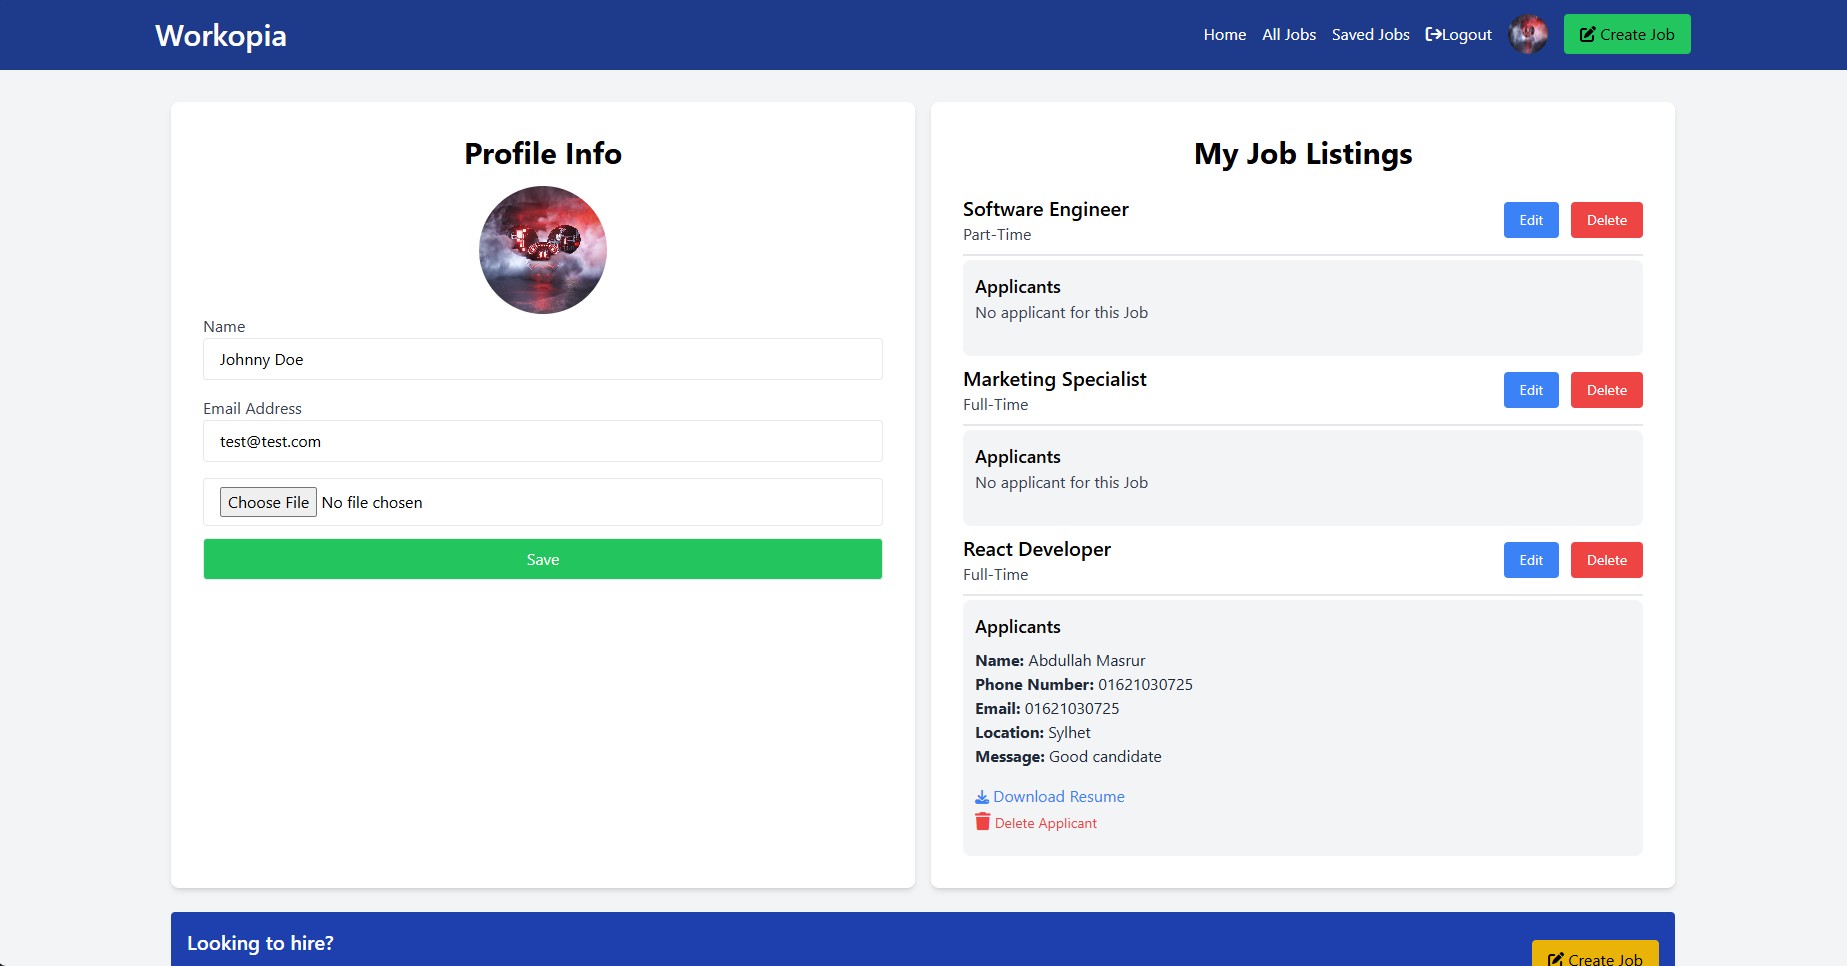 Workopia
Home All Jobs Saved Jobs Logout Create Job
Profile Info
Name
Johnny Doe
Email Address
test@test.com
Choose File No file chosen
Save
My Job Listings
Software Engineer
Part-Time
Edit Delete
Applicants
No applicant for this Job
Marketing Specialist
Full-Time
Edit Delete
Applicants
No applicant for this Job
React Developer
Full-Time
Edit Delete
Applicants
Name: Abdullah Masrur
Phone Number: 01621030725
Email: 01621030725
Location: Sylhet
Message: Good candidate
Download Resume
Delete Applicant
Looking to hire?
Create Job